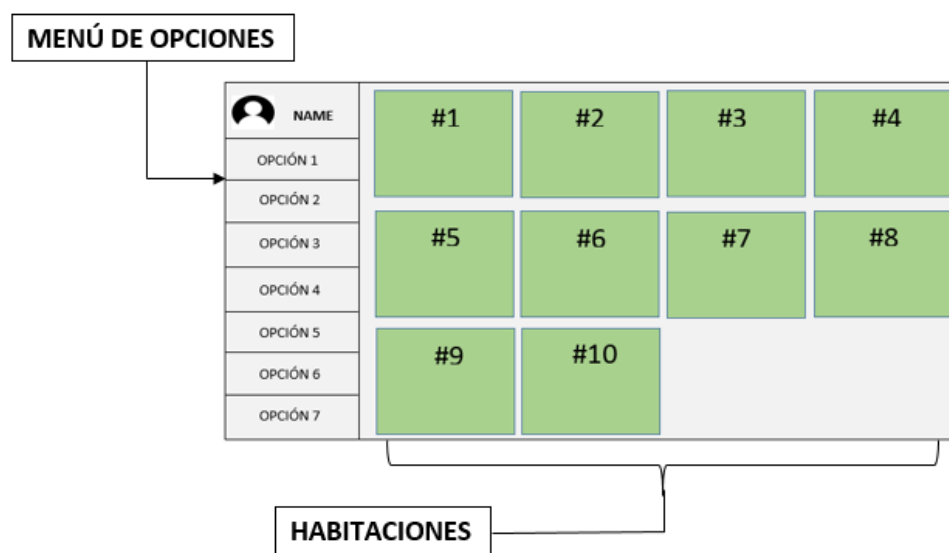 MENÚ DE OPCIONES
NAME
OPCIÓN 1
OPCIÓN 2
OPCIÓN 3
OPCIÓN 4
OPCIÓN 5
OPCIÓN 6
OPCIÓN 7
#1 #2 #3 #4
#5 #6 #7 #8
#9 #10
HABITACIONES